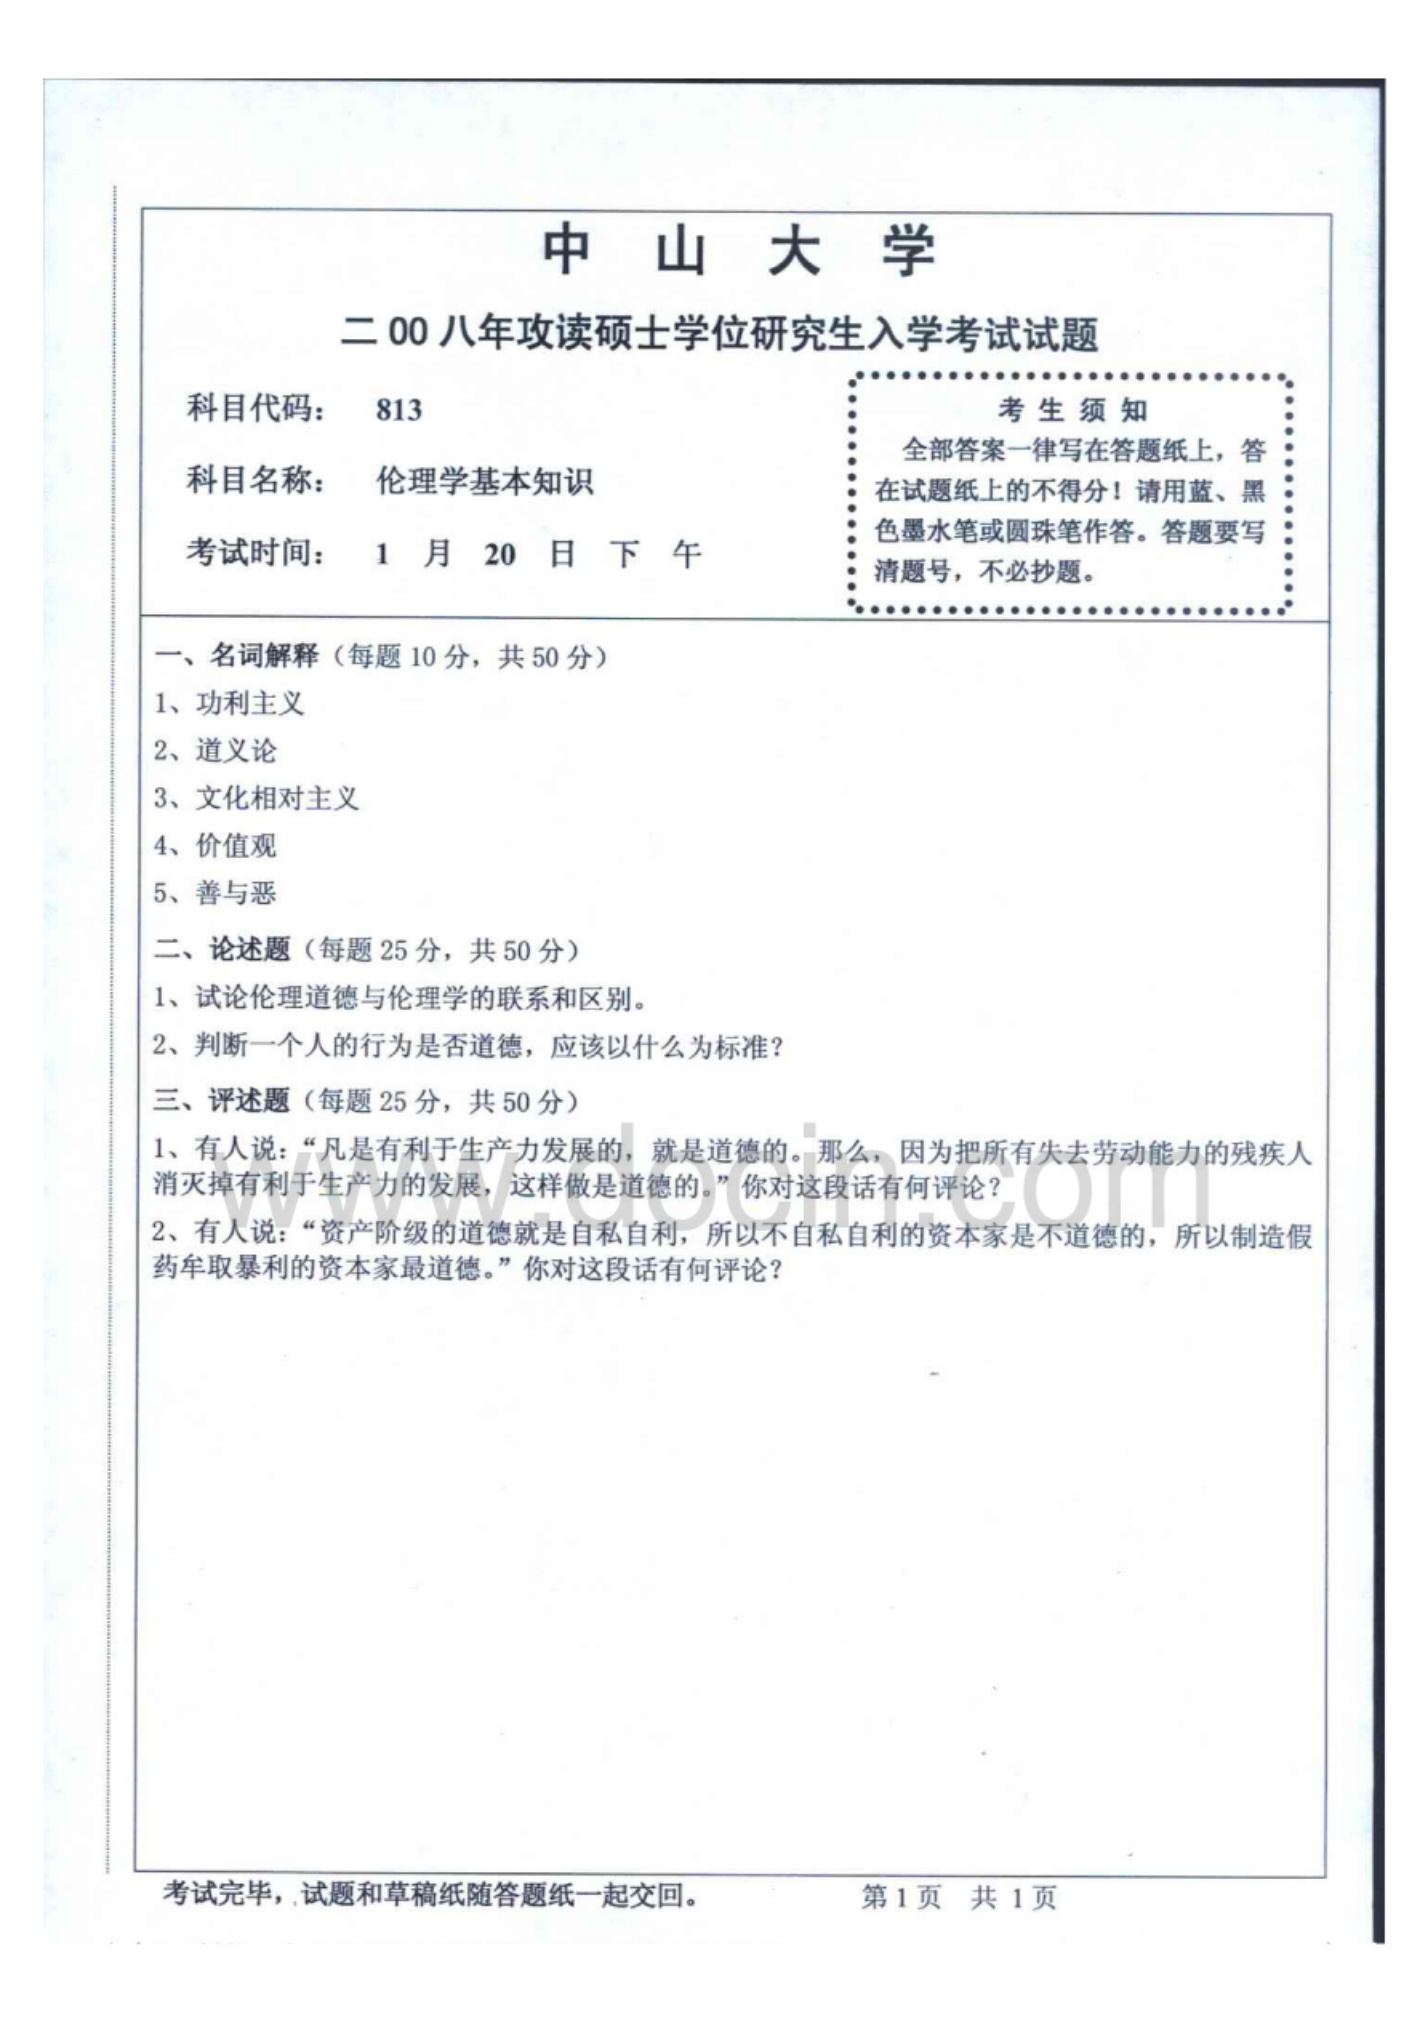 中 山 大 学
二00八年攻读硕士学位研究生入学考试试题
科目代码： 813
科目名称： 伦理学基本知识
考试时间： 1 月 20 日 下 午
考 生 须 知
全部答案一律写在答题纸上，答
在试题纸上的不得分！请用蓝、黑
色墨水笔或圆珠笔作答。答题要写
清题号，不必抄题。
一、名词解释（每题 10 分，共 50 分）
1、功利主义
2、道义论
3、文化相对主义
4、价值观
5、善与恶
二、论述题（每题 25 分，共 50 分）
1、试论伦理道德与伦理学的联系和区别。
2、判断一个人的行为是否道德，应该以什么为标准？
三、评述题（每题 25 分，共 50 分）
1、有人说：“凡是有利于生产力发展的，就是道德的。那么，因为把所有失去劳动能力的残疾人
消灭掉有利于生产力的发展，这样做是道德的。”你对这段话有何评论？
2、有人说：“资产阶级的道德就是自私自利，所以不自私自利的资本家是不道德的，所以制造假
药牟取暴利的资本家最道德。”你对这段话有何评论？
www.docin.com
考试完毕，试题和草稿纸随答题纸一起交回。 第 1 页 共 1 页